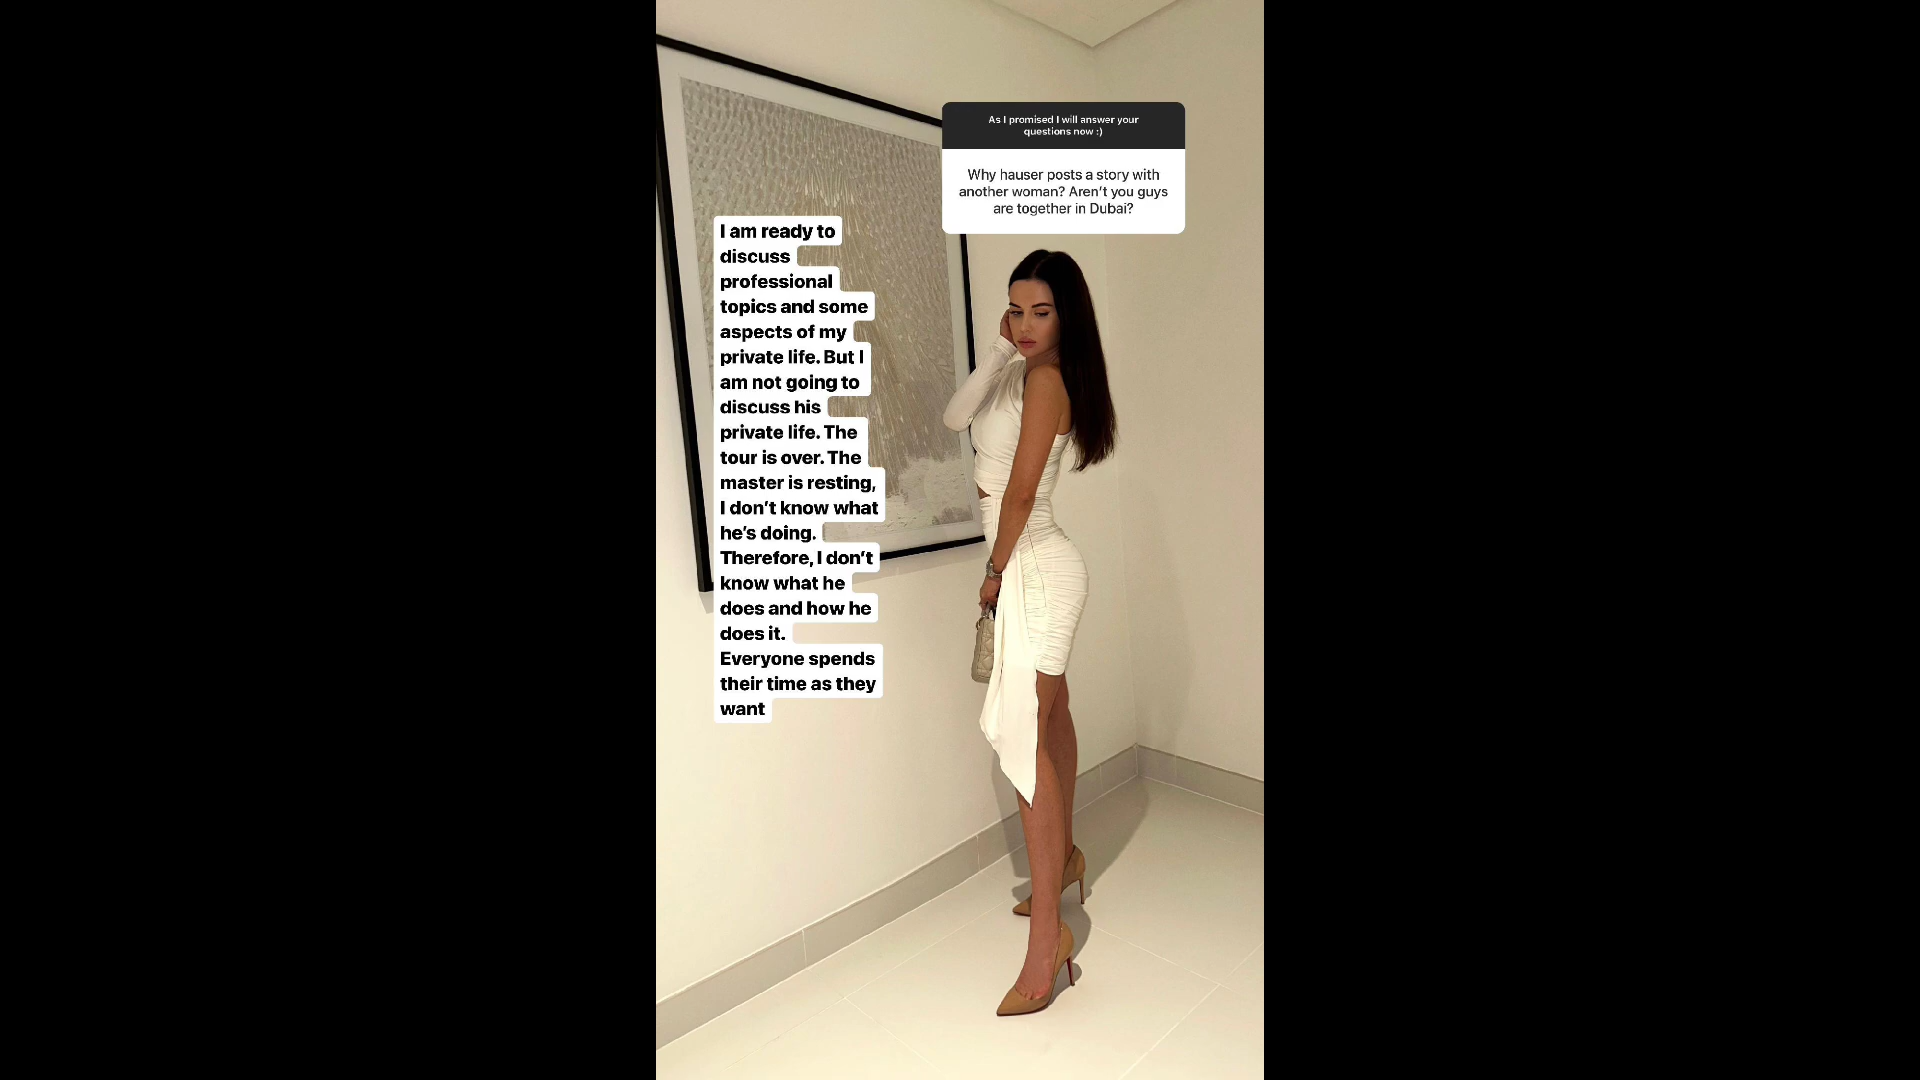 As I promised I will answer your
questions now :)
Why hauser posts a story with
another woman? Aren’t you guys
are together in Dubai?
I am ready to
discuss
professional
topics and some
aspects of my
private life. But I
am not going to
discuss his
private life. The
tour is over. The
master is resting,
I don’t know what
he’s doing.
Therefore, I don’t
know what he
does and how he
does it.
Everyone spends
their time as they
want